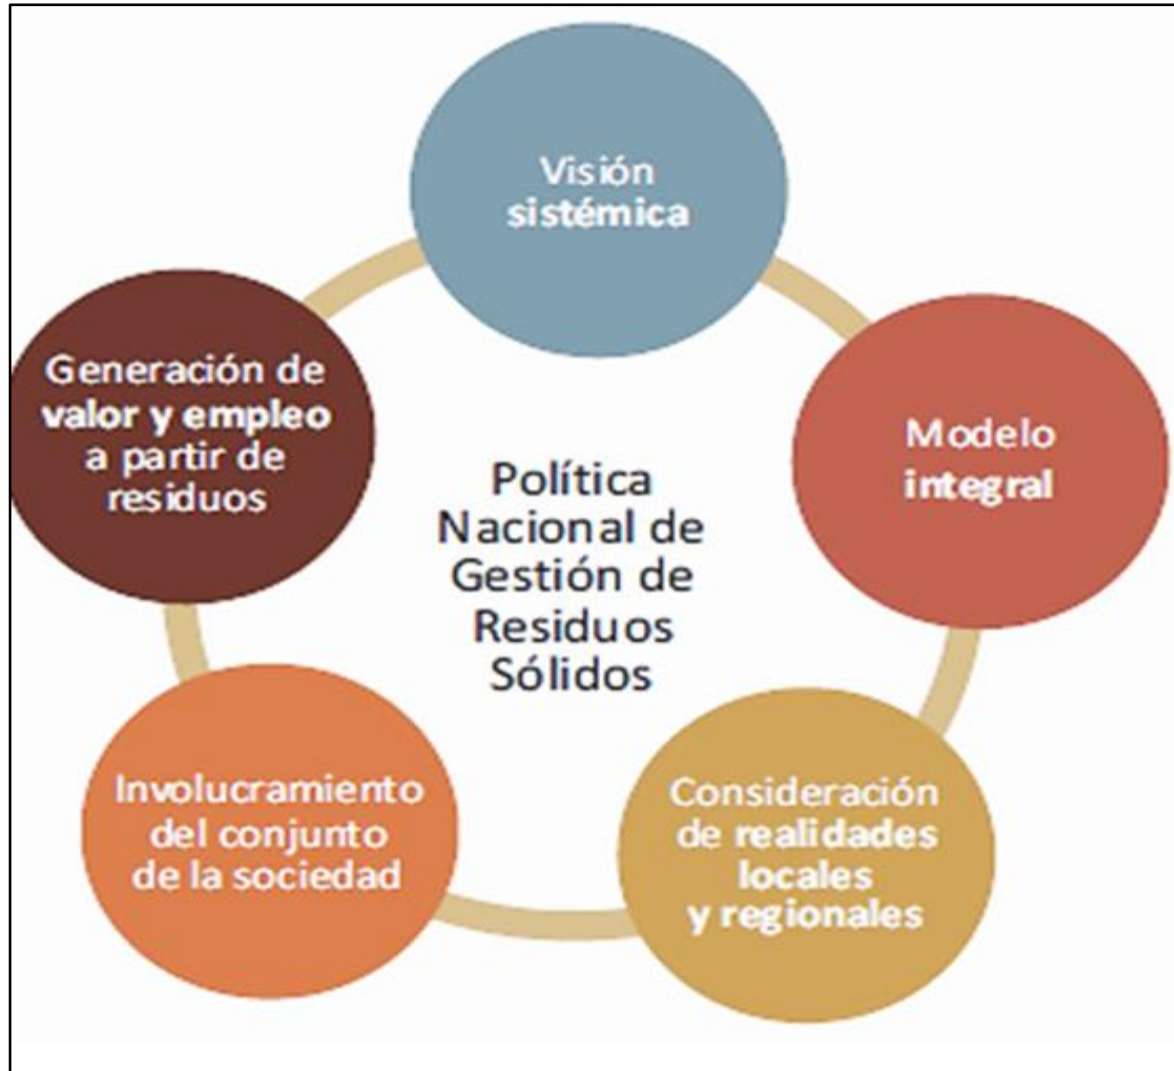 Visión
sistémica
Modelo
integral
Consideración
de realidades
locales
y regionales
Involucramiento
del conjunto
de la sociedad
Generación de
valor y empleo
a partir de
residuos
Política
Nacional de
Gestión de
Residuos
Sólidos